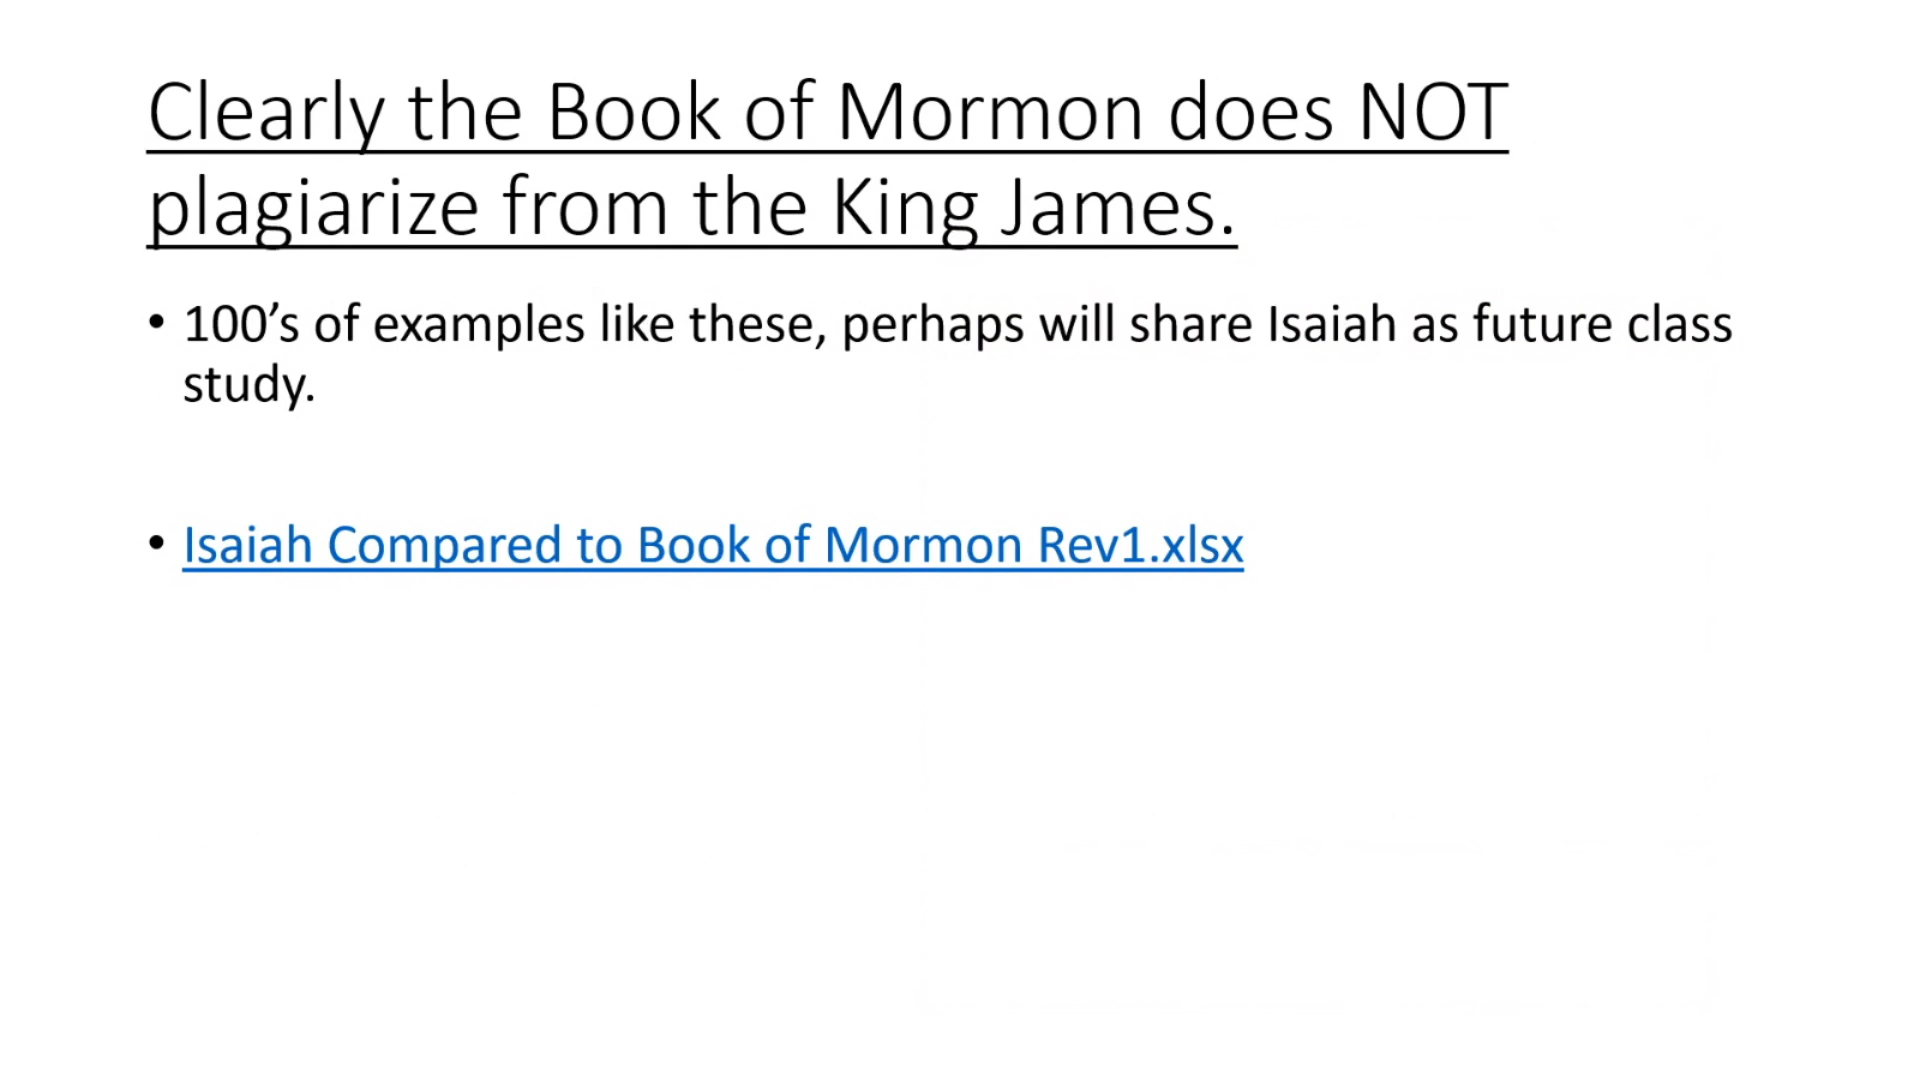 Clearly the Book of Mormon does NOT
plagiarize from the King James.
• 100’s of examples like these, perhaps will share Isaiah as future class
study.
• Isaiah Compared to Book of Mormon Rev1.xlsx